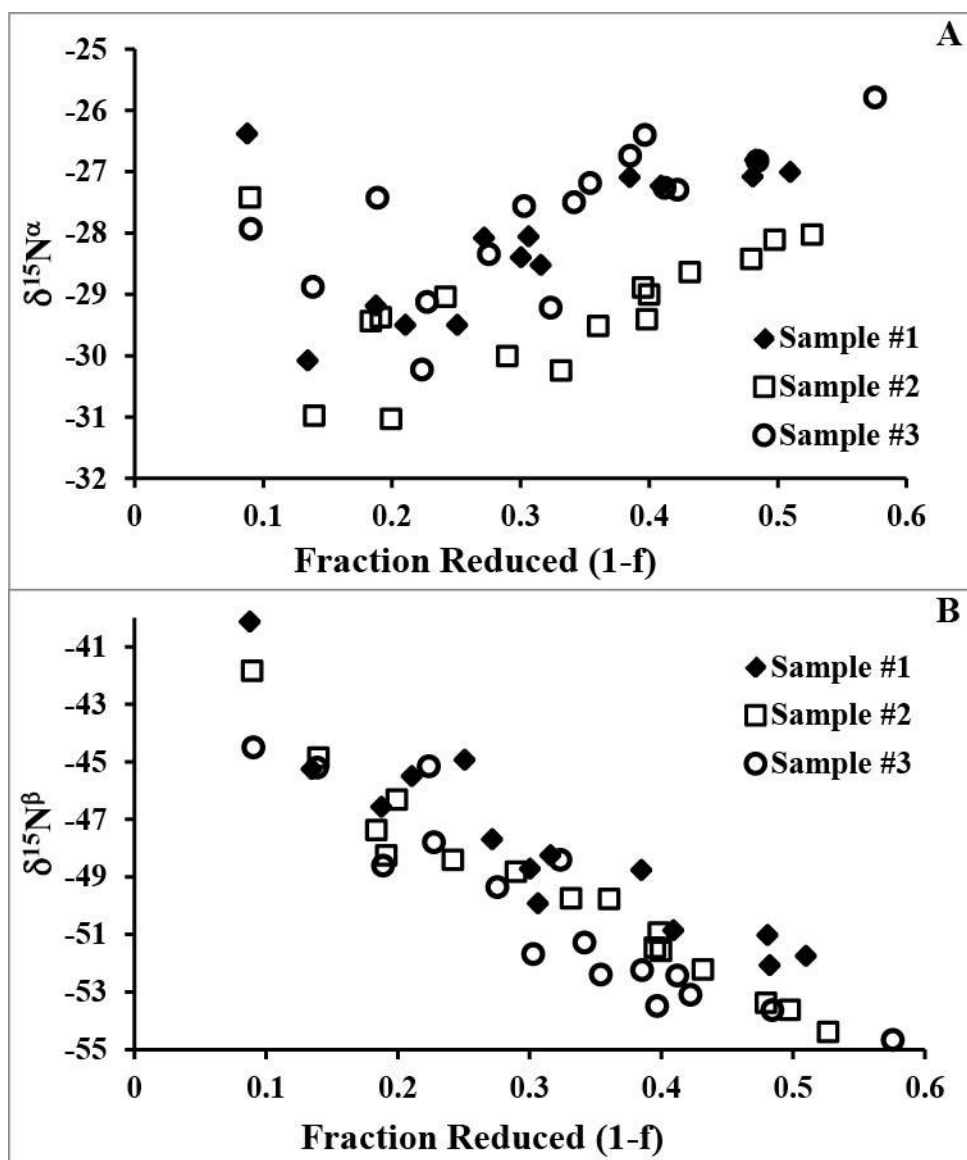 A
-25
0
0.1
0.2
0.3
0.4
0.5
0.6
-26
-27
-28
-29
-30
-31
-32
δ¹⁵Nᵅ
Sample #1
Sample #2
Sample #3
Fraction Reduced (1-f)
B
-41
-43
-45
-47
-49
-51
-53
-55
δ¹⁵Nᵝ
Sample #1
Sample #2
Sample #3
0
0.1
0.2
0.3
0.4
0.5
0.6
Fraction Reduced (1-f)